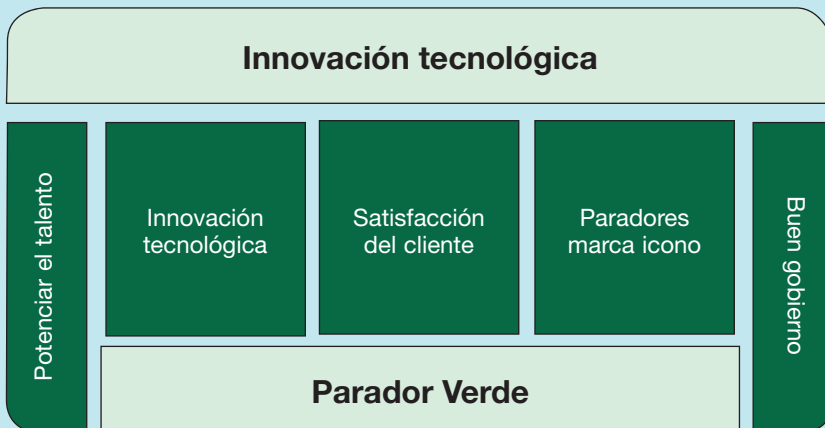 Innovación tecnológica
Potenciar el talento
Innovación
tecnológica
Satisfacción
del cliente
Paradores
marca icono
Buen gobierno
Parador Verde